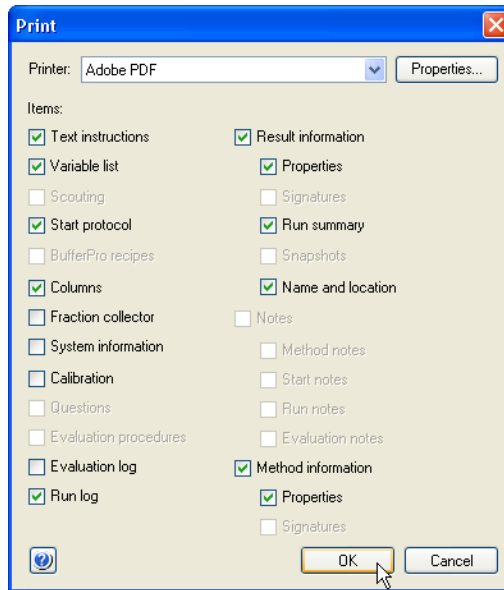 Print
Printer: Adobe PDF Properties...
Items:
Text instructions
Variable list
Scouting
Start protocol
BufferPro recipes
Columns
Fraction collector
System information
Calibration
Questions
Evaluation procedures
Evaluation log
Run log
Result information
Properties
Signatures
Run summary
Snapshots
Name and location
Notes
Method notes
Start notes
Run notes
Evaluation notes
Method information
Properties
Signatures
? OK Cancel